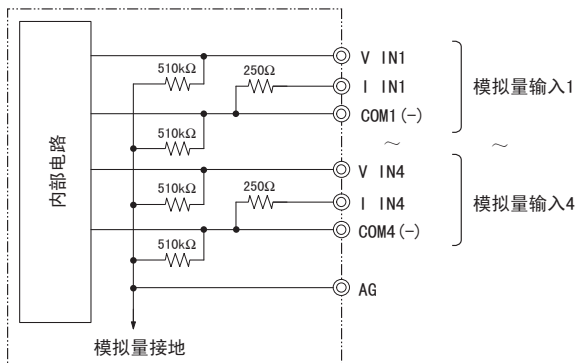 510kΩ
V IN1
250Ω
I IN1
模拟量输入1
COM1(-)
510kΩ
～
～
内部电路
510kΩ
V IN4
250Ω
I IN4
模拟量输入4
COM4(-)
510kΩ
AG
模拟量接地